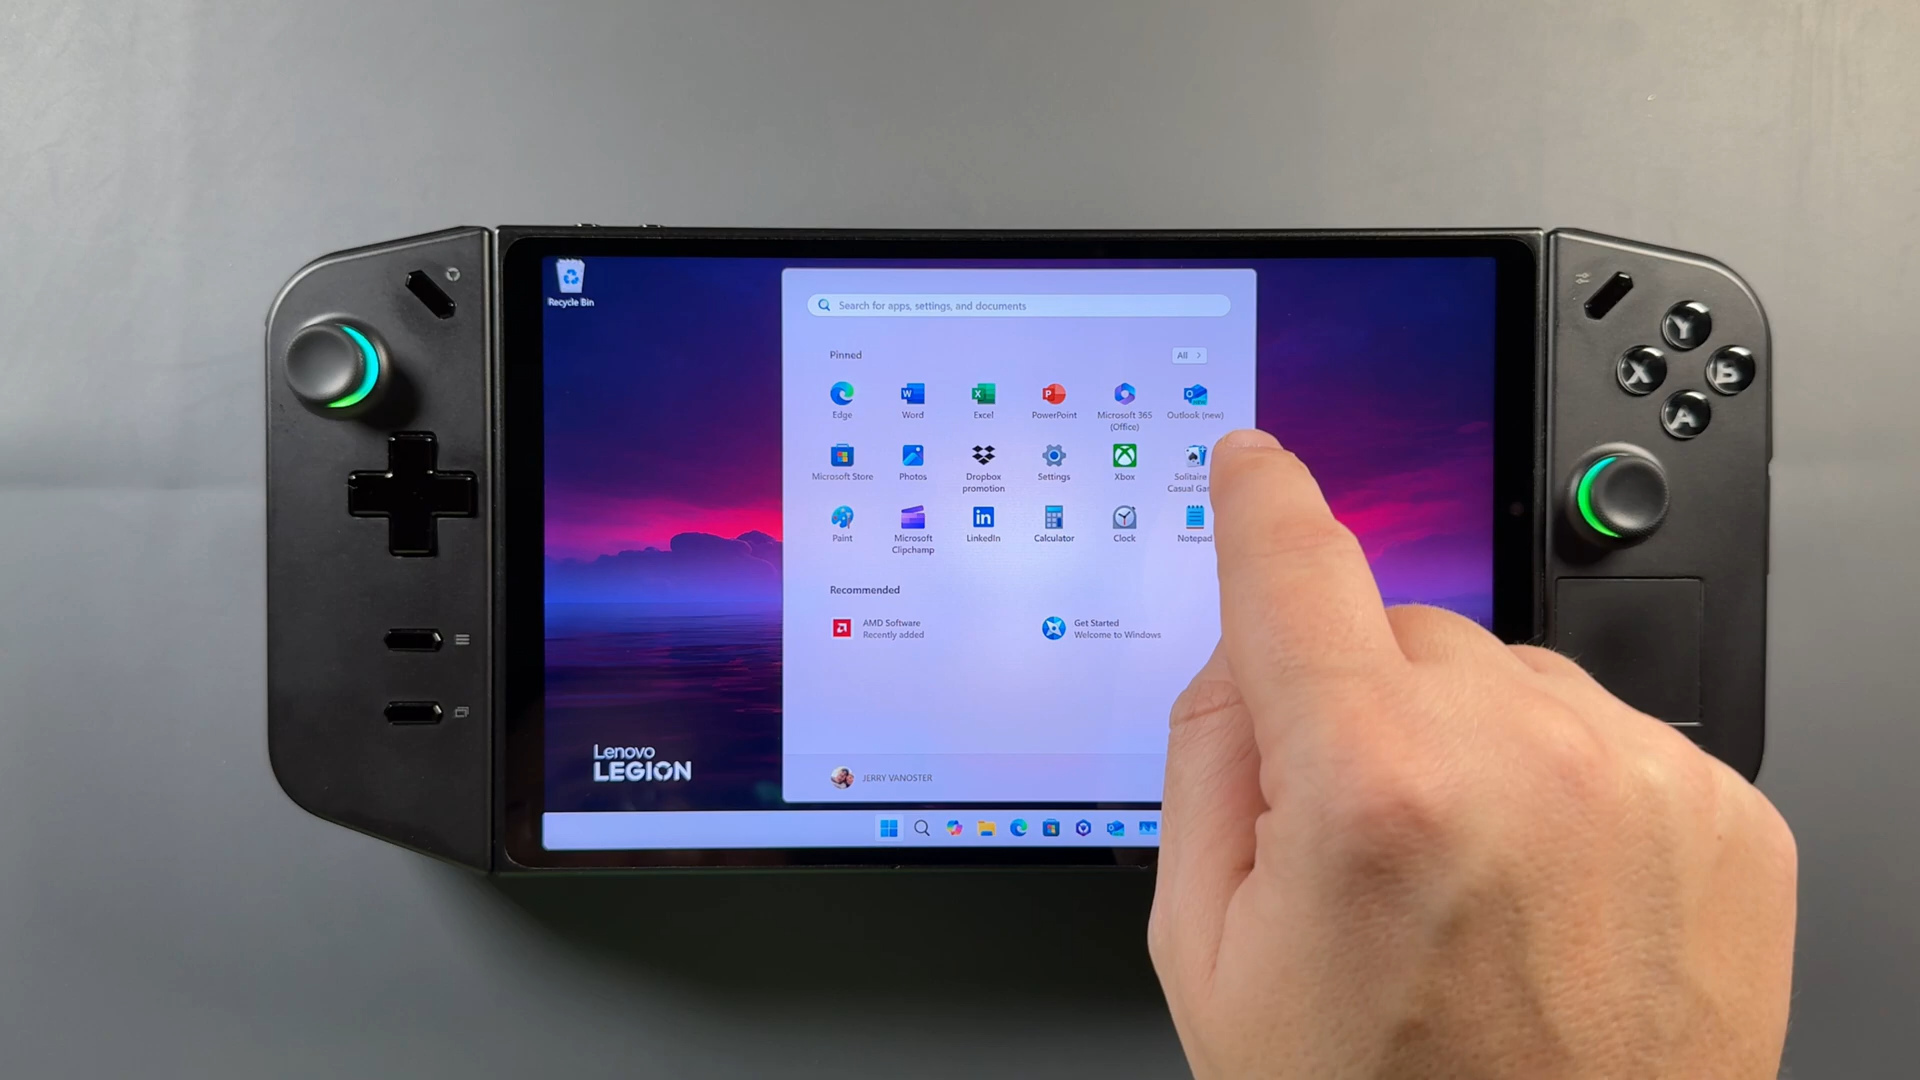 Recycle Bin
Search for apps, settings, and documents
Pinned
All
Edge
Word
Excel
PowerPoint
Microsoft 365
(Office)
Outlook (new)
Microsoft Store
Photos
Dropbox
promotion
Settings
Xbox
Solitaire
Casual
Paint
Microsoft
Clipchamp
LinkedIn
Calculator
Clock
Notepad
Recommended
AMD Software
Recently added
Get Started
Welcome to Windows
Lenovo
LEGION
JERRY VANOSTER
Y
X
B
A